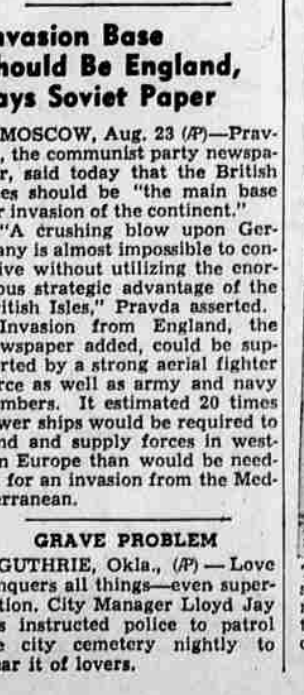 nvasion Base
hould Be England,
ays Soviet Paper
MOSCOW, Aug. 23 (AP)—Prav-
, the communist party newspa-
r, said today that the British
es should be "the main base
r invasion of the continent."
"A crushing blow upon Ger-
any is almost impossible to con-
ive without utilizing the enor-
ous strategic advantage of the
itish Isles," Pravda asserted.
Invasion from England, the
wspaper added, could be sup-
rted by a strong aerial fighter
rce as well as army and navy
mbers. It estimated 20 times
wer ships would be required to
nd and supply forces in west-
n Europe than would be need-
for an invasion from the Med-
erranean.
GRAVE PROBLEM
GUTHRIE, Okla., (AP) — Love
nquers all things—even super-
tion. City Manager Lloyd Jay
s instructed police to patrol
e city cemetery nightly to
ar it of lovers.